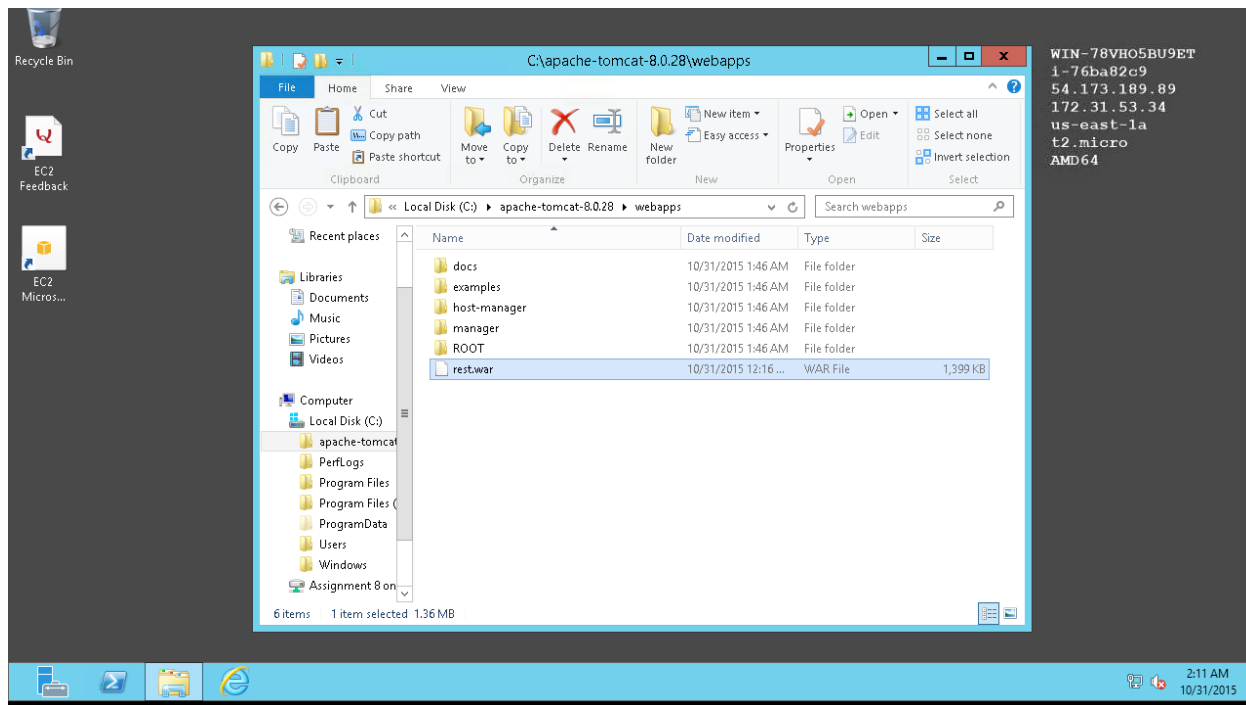 Recycle Bin
EC2
Feedback
EC2
Micros...
C:\apache-tomcat-8.0.28\webapps
File Home Share View
Copy
Paste
Cut
Copy path
Paste shortcut
Clipboard
Move to
Copy to
Delete
Rename
Organize
New folder
New item
Easy access
New
Properties
Open
Edit
Open
Select all
Select none
Invert selection
Select
« Local Disk (C:) apache-tomcat-8.0.28 webapps
Search webapps
Recent places
Libraries
Documents
Music
Pictures
Videos
Computer
Local Disk (C:)
apache-tomcat
PerfLogs
Program Files
Program Files (
ProgramData
Users
Windows
Assignment 8 on
Name Date modified Type Size
docs 10/31/2015 1:46 AM File folder
examples 10/31/2015 1:46 AM File folder
host-manager 10/31/2015 1:46 AM File folder
manager 10/31/2015 1:46 AM File folder
ROOT 10/31/2015 1:46 AM File folder
rest.war 10/31/2015 12:16 ... WAR File 1,399 KB
6 items 1 item selected 1.36 MB
WIN-78VHO5BU9ET
i-76ba82c9
54.173.189.89
172.31.53.34
us-east-1a
t2.micro
AMD64
2:11 AM
10/31/2015